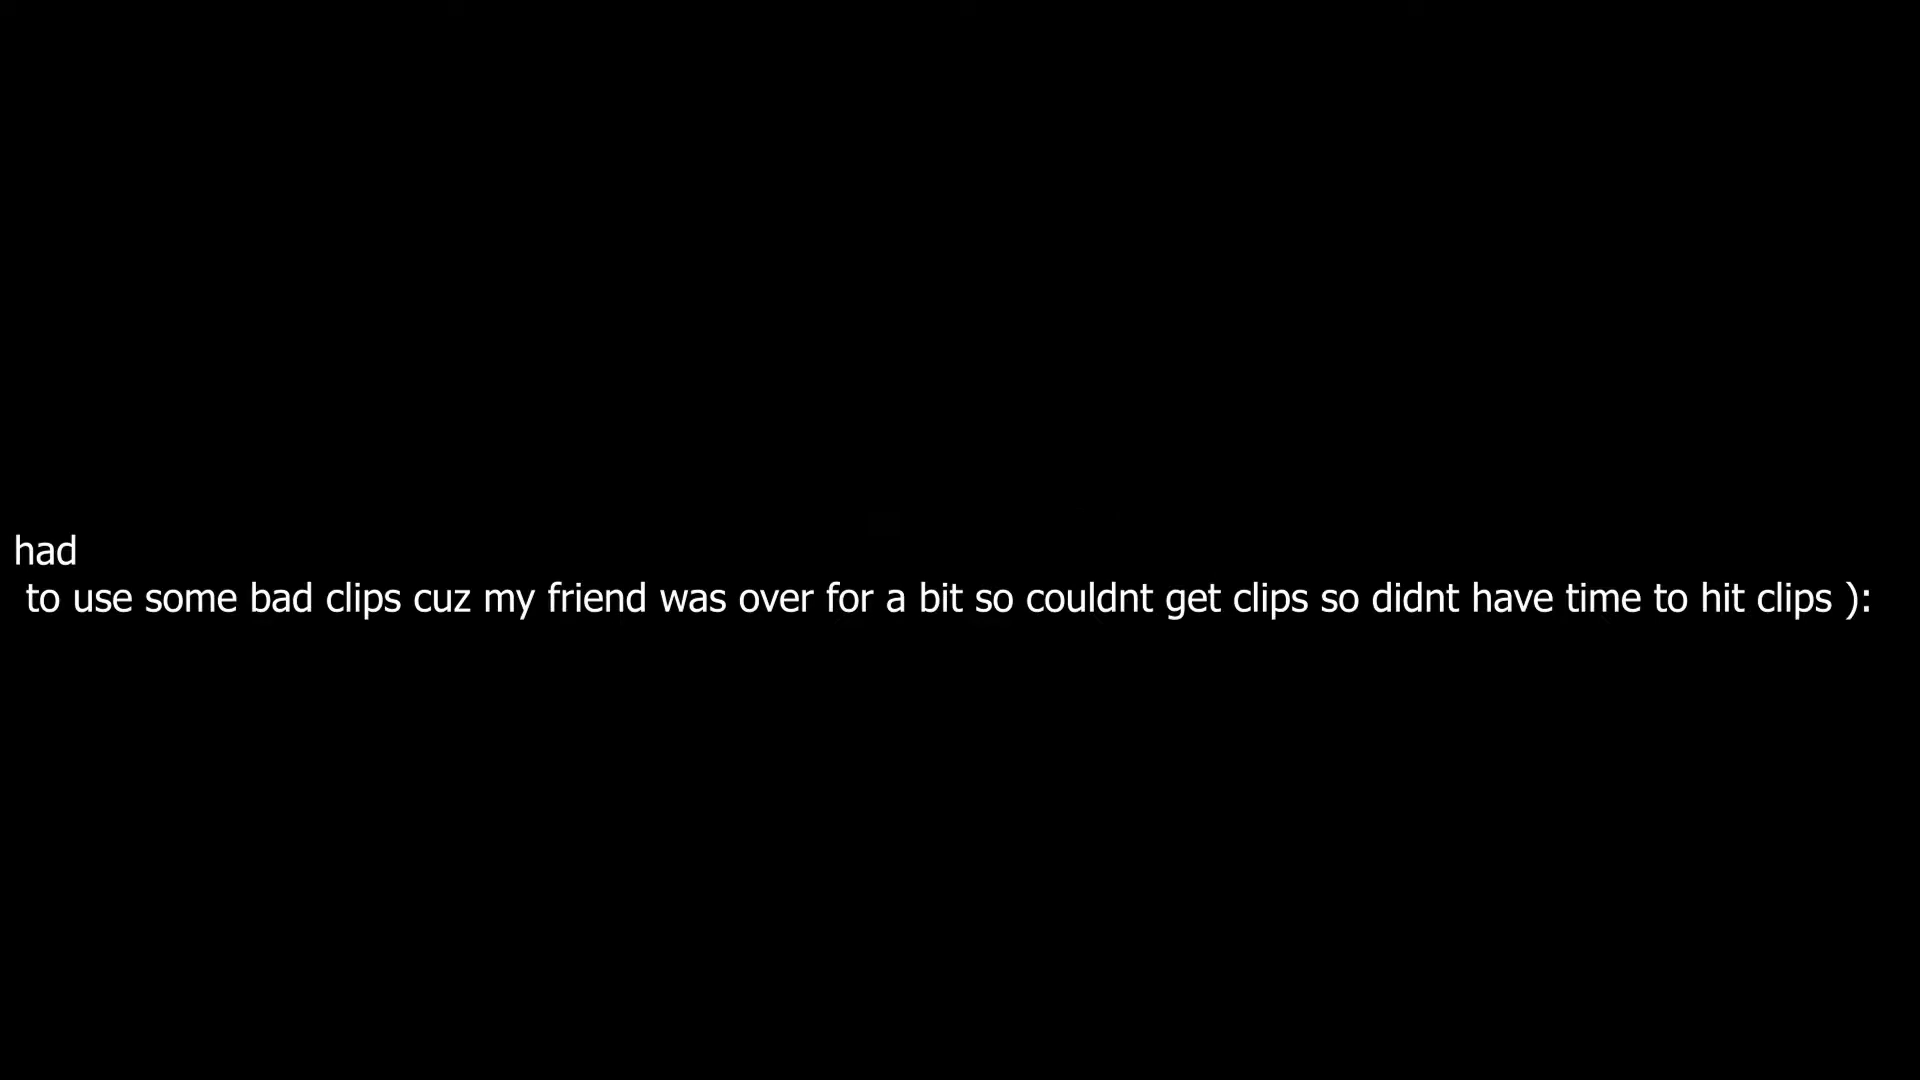 had
to use some bad clips cuz my friend was over for a bit so couldnt get clips so didnt have time to hit clips ):